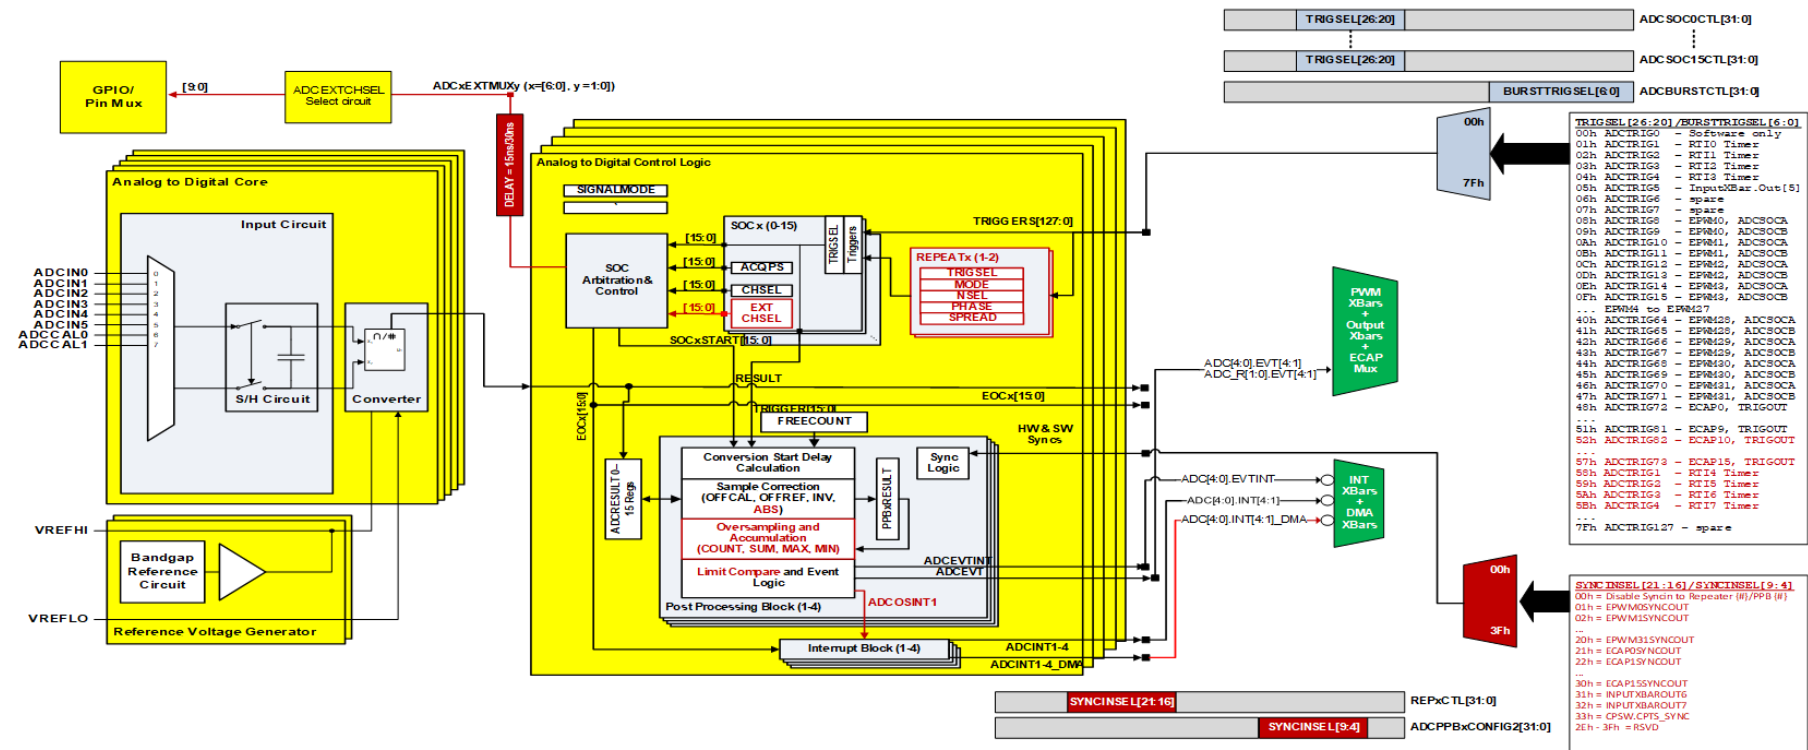 TRIGSEL[26:20]
ADCSOC0CTL[31:0]
TRIGSEL[26:20]
ADCSOC15CTL[31:0]
BURSTTRIGSEL[6:0]
ADCBURSTCTL[31:0]
GPIO/
Pin Mux
[9:0]
ADCEXTCHSEL
Select circuit
ADCxEXTMUXy (x=[6:0], y=1:0])
DELAY = 15ns/30ns
00h
7Fh
TRIGSEL[26:20]/BURSTTRIGSEL[6:0]
00h ADCTRIG0 - Software only
01h ADCTRIG1 - RTI0 Timer
02h ADCTRIG2 - RTI1 Timer
03h ADCTRIG3 - RTI2 Timer
04h ADCTRIG4 - RTI3 Timer
05h ADCTRIG5 - InputXBar.Out[5]
06h ADCTRIG6 - spare
07h ADCTRIG7 - spare
08h ADCTRIG8 - EPWM0, ADCSOCA
09h ADCTRIG9 - EPWM0, ADCSOCB
0Ah ADCTRIG10 - EPWM1, ADCSOCA
0Bh ADCTRIG11 - EPWM1, ADCSOCB
0Ch ADCTRIG12 - EPWM2, ADCSOCA
0Dh ADCTRIG13 - EPWM2, ADCSOCB
0Eh ADCTRIG14 - EPWM3, ADCSOCA
0Fh ADCTRIG15 - EPWM3, ADCSOCB
... EPWM4 to EPWM27
40h ADCTRIG64 - EPWM28, ADCSOCA
41h ADCTRIG65 - EPWM28, ADCSOCB
42h ADCTRIG66 - EPWM29, ADCSOCA
43h ADCTRIG67 - EPWM29, ADCSOCB
44h ADCTRIG68 - EPWM30, ADCSOCA
45h ADCTRIG69 - EPWM30, ADCSOCB
46h ADCTRIG70 - EPWM31, ADCSOCA
47h ADCTRIG71 - EPWM31, ADCSOCB
48h ADCTRIG72 - ECAP0, TRIGOUT
...
51h ADCTRIG81 - ECAP9, TRIGOUT
52h ADCTRIG82 - ECAP10, TRIGOUT
...
57h ADCTRIG73 - ECAP15, TRIGOUT
58h ADCTRIG1 - RTI4 Timer
59h ADCTRIG2 - RTI5 Timer
5Ah ADCTRIG3 - RTI6 Timer
5Bh ADCTRIG4 - RTI7 Timer
...
7Fh ADCTRIG127 - spare
Analog to Digital Core
Input Circuit
ADCIN0
ADCIN1
ADCIN2
ADCIN3
ADCIN4
ADCIN5
ADCCAL0
ADCCAL1
0
1
2
3
4
5
6
7
S/H Circuit
Converter
VREFHI
Bandgap
Reference
Circuit
VREFLO
Reference Voltage Generator
Analog to Digital Control Logic
SIGNALMODE
SOC
Arbitration &
Control
[15:0]
[15:0]
[15:0]
[15:0]
SOCx (0-15)
TRIGSEL
Triggers
ACQPS
CHSEL
EXT
CHSEL
TRIGGERS[127:0]
REPEATx (1-2)
TRIGSEL
MODE
NSEL
PHASE
SPREAD
SOCxSTART[15:0]
RESULT
EOCx[15:0]
EOCx[15:0]
TRIGGER[15:0]
FREECOUNT
HW & SW
Syncs
Conversion Start Delay
Calculation
Sample Correction
(OFFCAL, OFFREF, INV,
ABS)
Oversampling and
Accumulation
(COUNT, SUM, MAX, MIN)
Limit Compare and Event
Logic
ADCRESULT 0–
15 Regs
PPBxRESULT
Sync
Logic
ADCEVTINT
ADCEVT
ADCOSINT1
Post Processing Block (1-4)
Interrupt Block (1-4)
ADCINT1-4
ADCINT1-4_DMA
PWM
XBars
+
Output
Xbars
+
ECAP
Mux
ADC[4:0].EVT[4:1]
ADC_R[1:0].EVT[4:1]
ADC[4:0].EVTINT
ADC[4:0].INT[4:1]
ADC[4:0].INT[4:1]_DMA
INT
XBars
+
DMA
XBars
00h
3Fh
SYNCINSEL[21:16]/SYNCINSEL[9:4]
00h = Disable Syncin to Repeater {#}/PPB {#}
01h = EPWM0SYNCOUT
02h = EPWM1SYNCOUT
...
20h = EPWM31SYNCOUT
21h = ECAP0SYNCOUT
22h = ECAP1SYNCOUT
...
30h = ECAP15SYNCOUT
31h = INPUTXBAROUT6
32h = INPUTXBAROUT7
33h = CPSW.CPTS_SYNC
2Eh - 3Fh = RSVD
SYNCINSEL[21:16]
REPxCTL[31:0]
SYNCINSEL[9:4]
ADCPPBxCONFIG2[31:0]